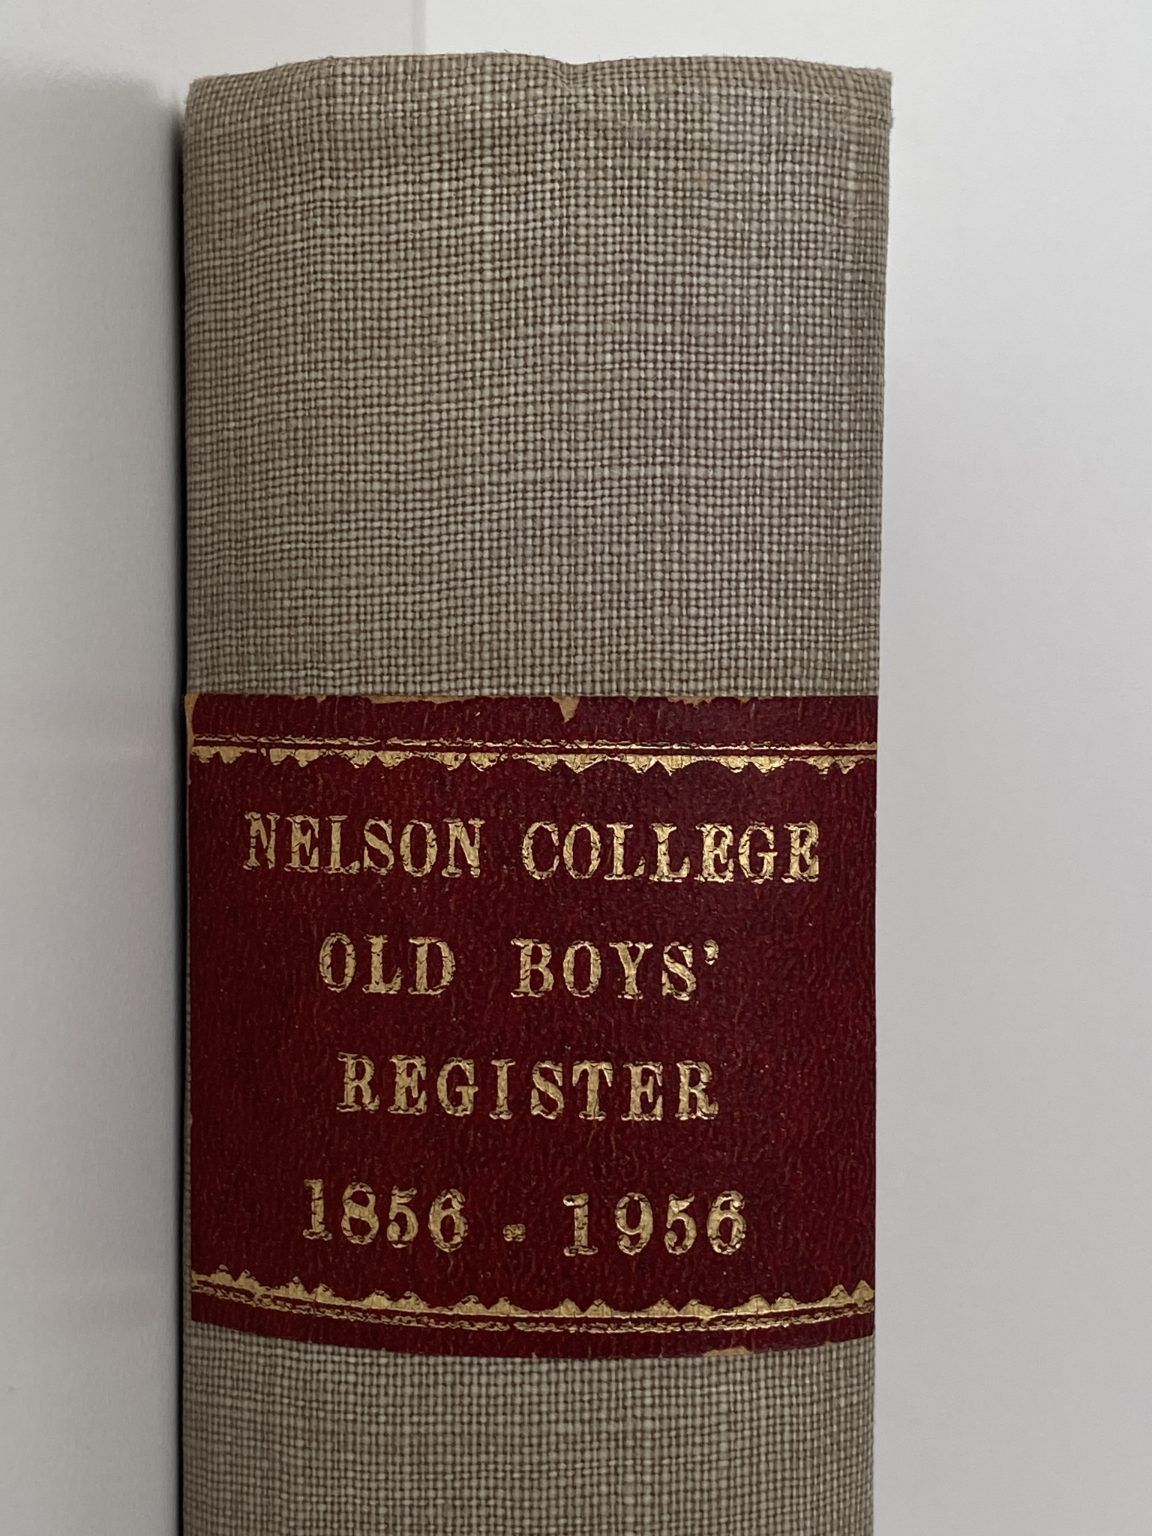 NELSON COLLEGE
OLD BOYS'
REGISTER
1856 - 1956